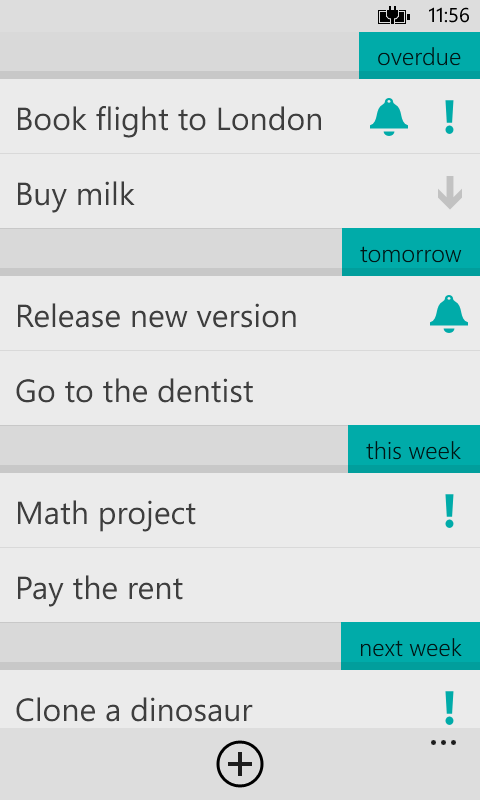 11:56
overdue
Book flight to London
Buy milk
tomorrow
Release new version
Go to the dentist
this week
Math project
Pay the rent
next week
Clone a dinosaur